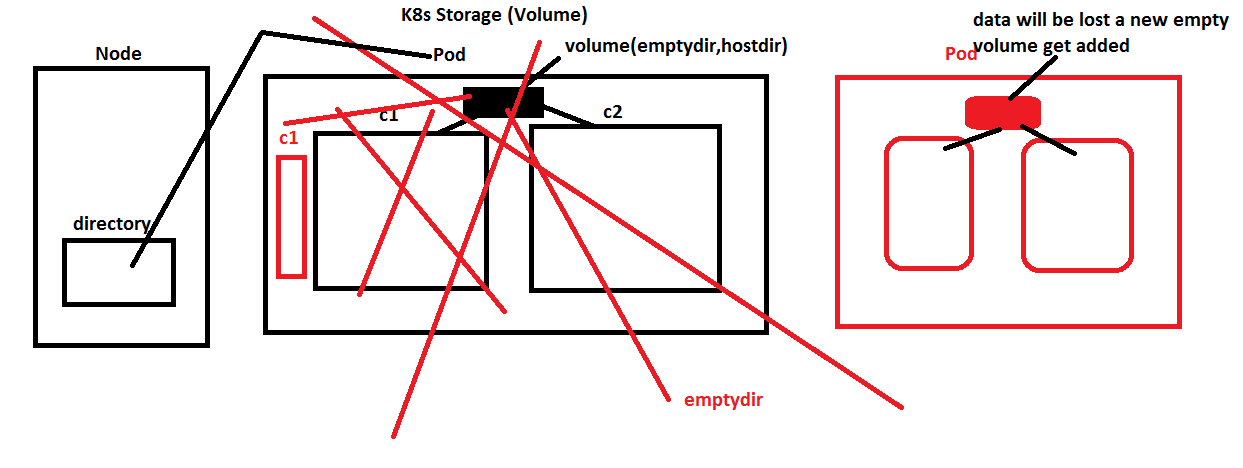 K8s Storage (Volume)
data will be lost a new empty
volume get added
Node
Pod
volume(emptydir,hostdir)
Pod
c1
c2
c1
directory
emptydir